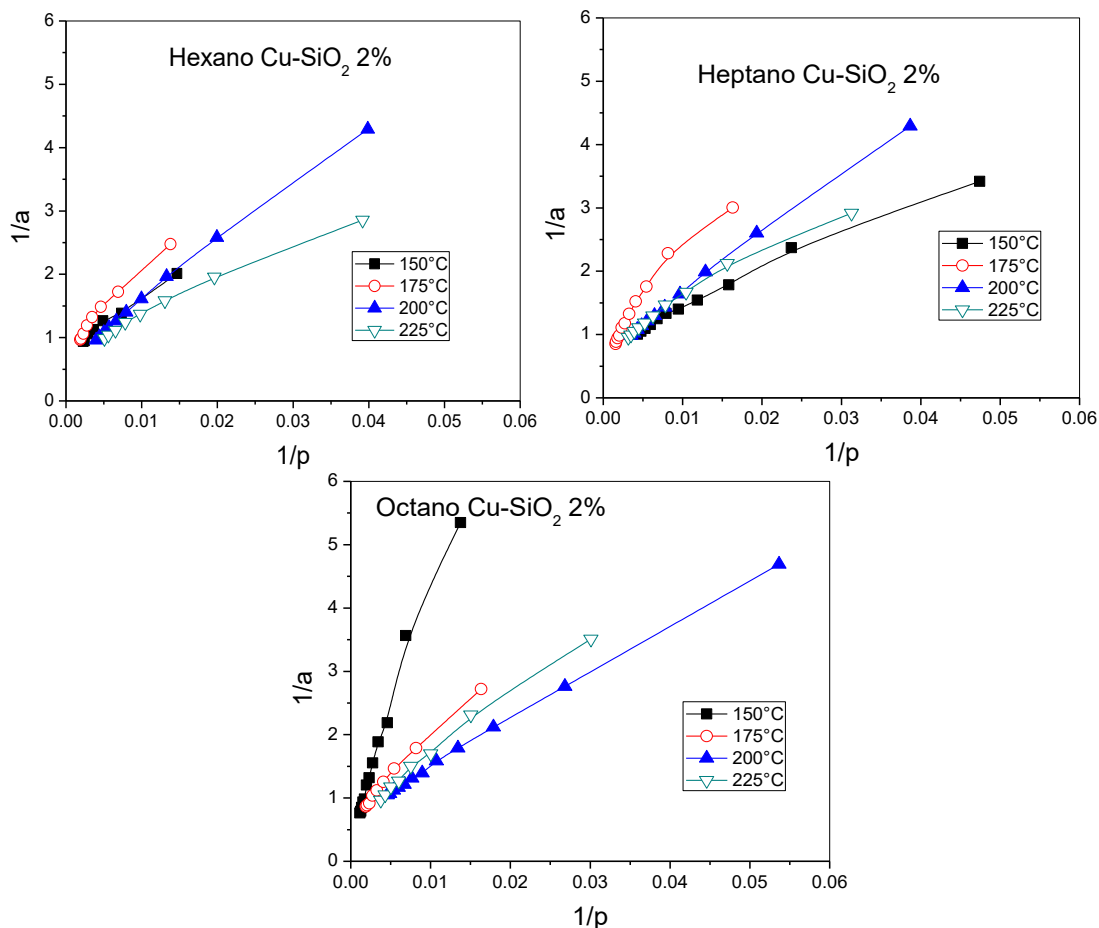 Hexano Cu-SiO₂ 2%
6
5
4
3
2
1
0
1/a
150°C
175°C
200°C
225°C
0.00 0.01 0.02 0.03 0.04 0.05 0.06
1/p
Heptano Cu-SiO₂ 2%
6
5
4
3
2
1
0
1/a
150°C
175°C
200°C
225°C
0.00 0.01 0.02 0.03 0.04 0.05 0.06
1/p
Octano Cu-SiO₂ 2%
6
5
4
3
2
1
0
1/a
150°C
175°C
200°C
225°C
0.00 0.01 0.02 0.03 0.04 0.05 0.06
1/p